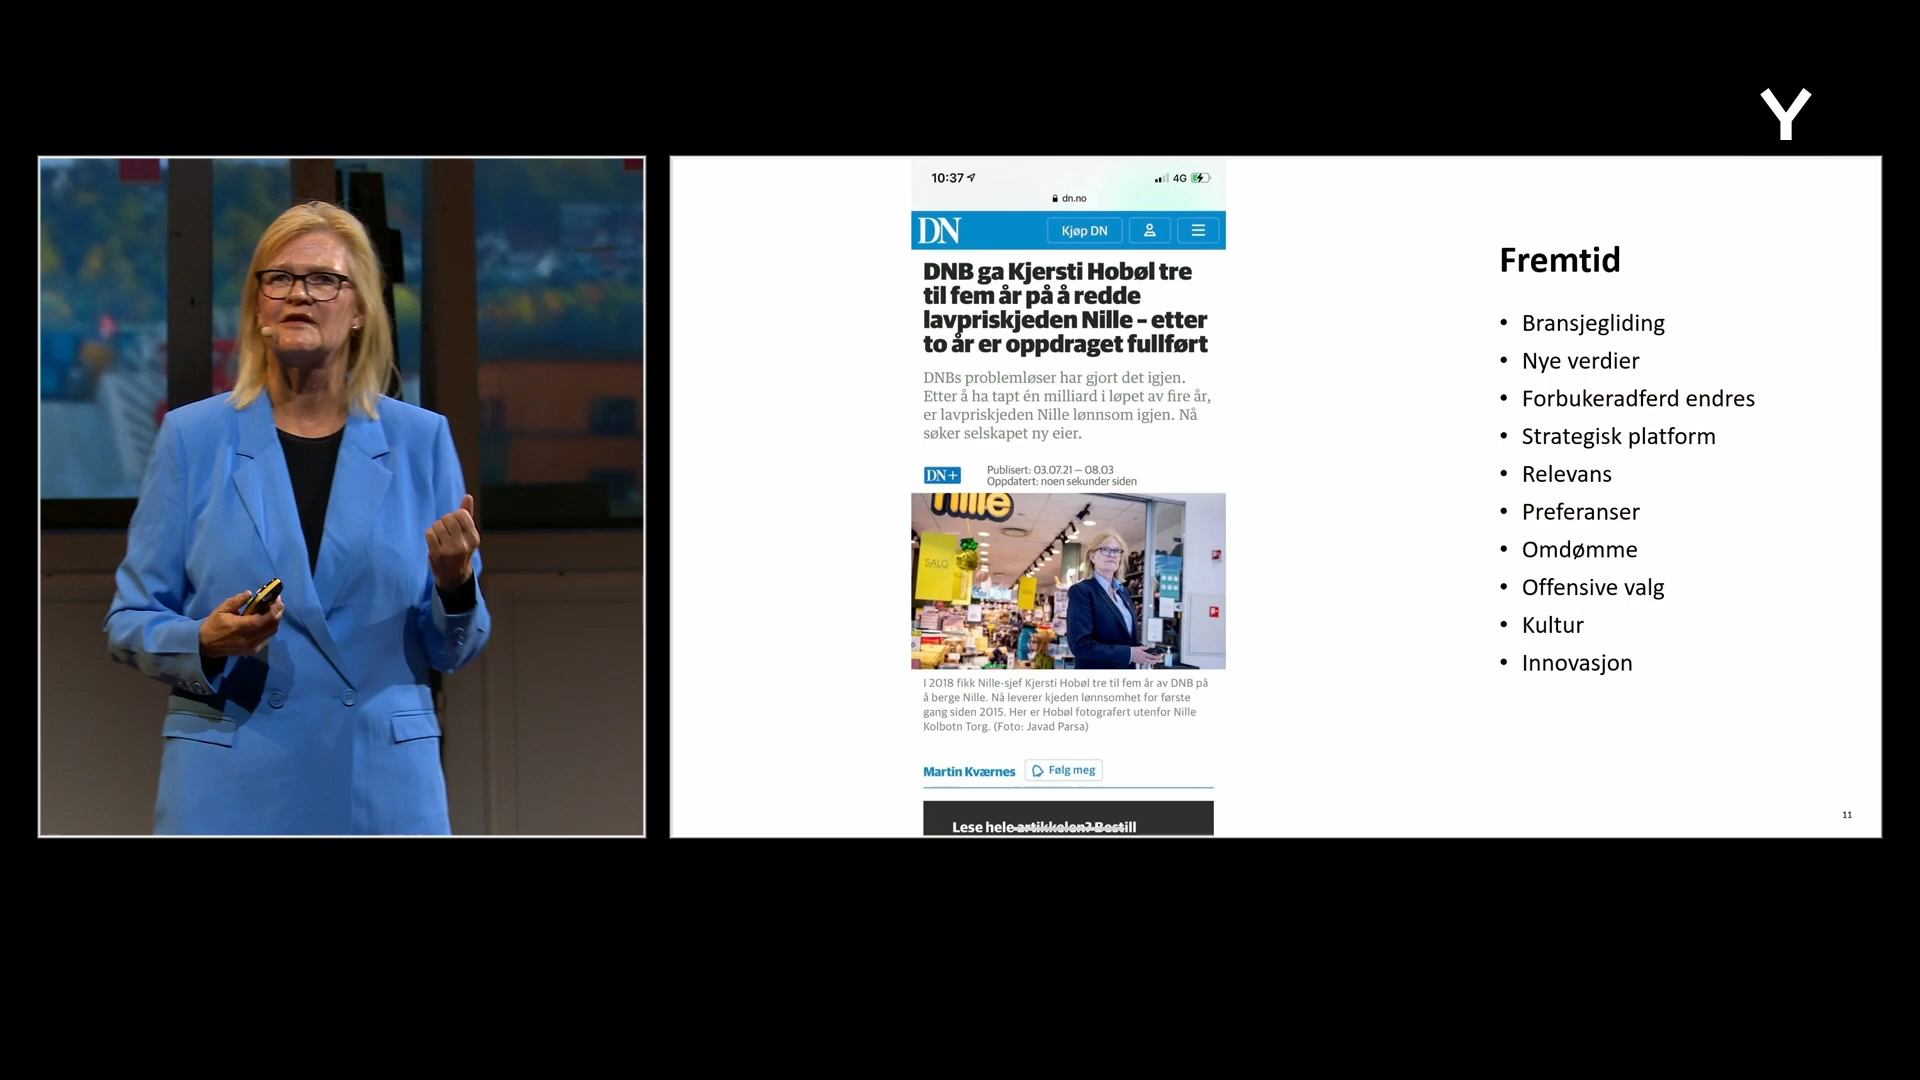 Y
10:37
4G
dn.no
DN
Kjøp DN
DNB ga Kjersti Hobøl tre
til fem år på å redde
lavpriskjeden Nille – etter
to år er oppdraget fullført
DNBs problemløser har gjort det igjen.
Etter å ha tapt én milliard i løpet av fire år,
er lavpriskjeden Nille lønnsom igjen. Nå
søker selskapet ny eier.
DN+
Publisert: 03.07.21 — 08.03
Oppdatert: noen sekunder siden
nille
SALG
I 2018 fikk Nille-sjef Kjersti Hobøl tre til fem år av DNB på
å berge Nille. Nå leverer kjeden lønnsomhet for første
gang siden 2015. Her er Hobøl fotografert utenfor Nille
Kolbotn Torg. (Foto: Javad Parsa)
Martin Kværnes
Følg meg
Lese hele artikkelen? Bestill
Fremtid
• Bransjegliding
• Nye verdier
• Forbukeradferd endres
• Strategisk platform
• Relevans
• Preferanser
• Omdømme
• Offensive valg
• Kultur
• Innovasjon
11